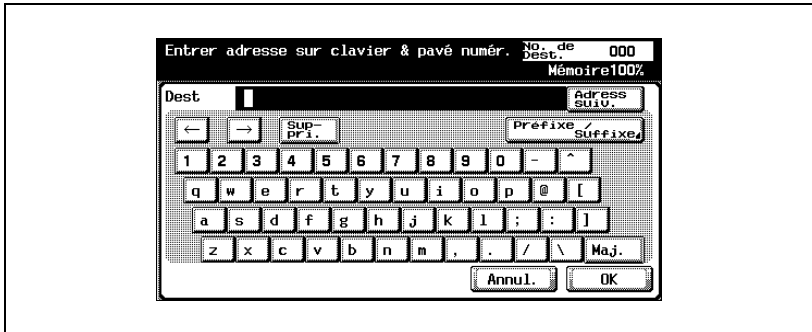 Entrer adresse sur clavier & pavé numér. No. de Dest. 000
Mémoire100%
Dest
Adress suiv.
← → Sup-
pri. Préfixe / Suffixe
1 2 3 4 5 6 7 8 9 0 - ^
q w e r t y u i o p @ [
a s d f g h j k l ; : ]
z x c v b n m , . / \ Maj.
Annul. OK